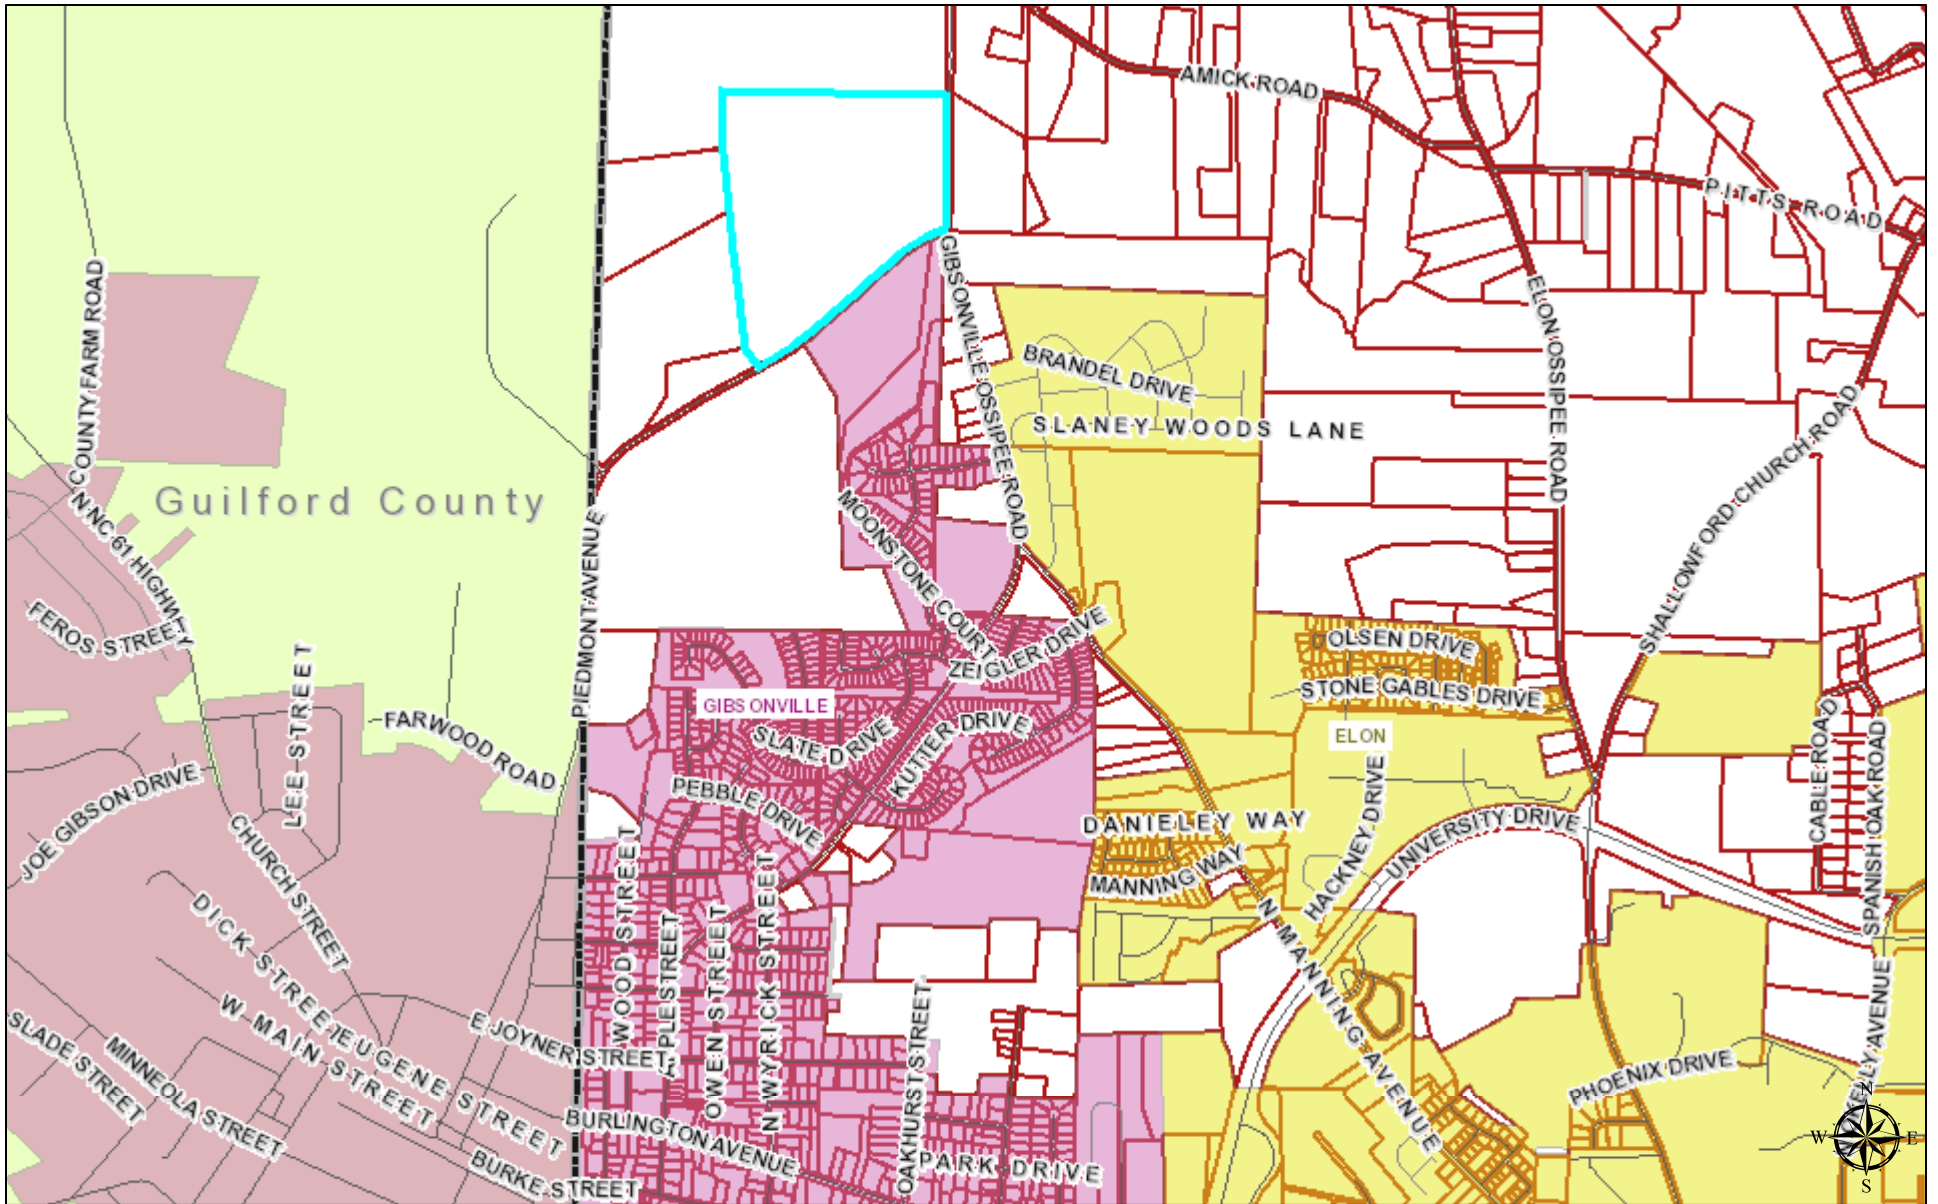 AMICK ROAD
PITTS ROAD
GIBSONVILLE OSSIPEE ROAD
ELON OSSIPEE ROAD
COUNTY FARM ROAD
BRANDEL DRIVE
SLANEY WOODS LANE
SHALLOWFORD CHURCH ROAD
Guilford County
N NC 61 HIGHWAY
MOONSTONE COURT
PIEDMONT AVENUE
FEROS STREET
LEE STREET
ZEIGLER DRIVE
OLSEN DRIVE
STONE GABLES DRIVE
GIBSONVILLE
FARWOOD ROAD
SLATE DRIVE
KUTTER DRIVE
ELON
CABLE ROAD
SPANISH OAK ROAD
JOE GIBSON DRIVE
PEBBLE DRIVE
DANIELEY WAY
HACKNEY DRIVE
UNIVERSITY DRIVE
CHURCH STREET
MANNING WAY
WOOD STREET
PLE STREET
OWEN STREET
N WYRICK STREET
DICK STREE
N MANNING AVENUE
W MAIN STREET
EUGENE STREET
E JOYNER STREET
OAKHURST STREET
SLADE STREET
MINNEOLA STREET
PHOENIX DRIVE
AVENUE
BURLINGTON AVENUE
PARK DRIVE
BURKE STREET
N
W E
S